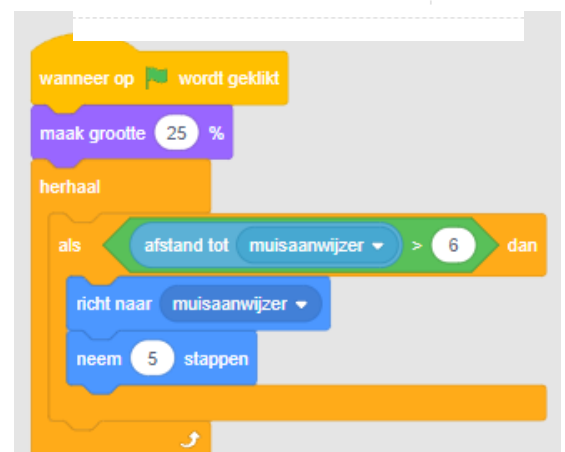 wanneer op wordt geklikt
maak grootte 25 %
herhaal
als afstand tot muisaanwijzer > 6 dan
richt naar muisaanwijzer
neem 5 stappen